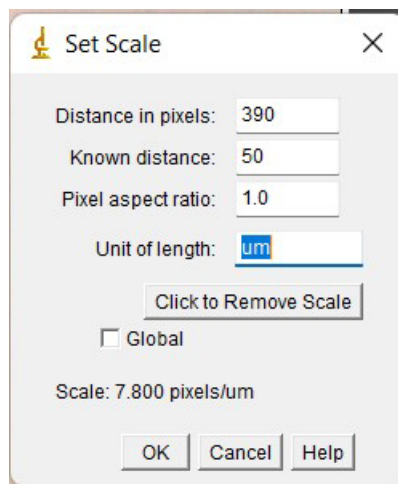 Set Scale
Distance in pixels: 390
Known distance: 50
Pixel aspect ratio: 1.0
Unit of length: um
Click to Remove Scale
Global
Scale: 7.800 pixels/um
OK Cancel Help